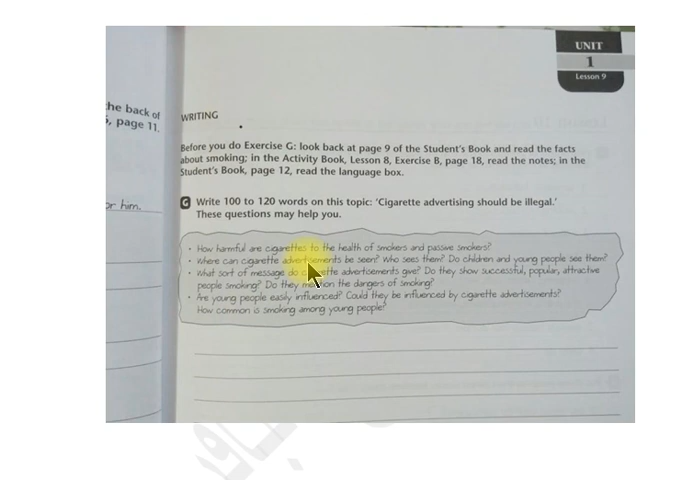 UNIT
1
Lesson 9
the back of
page 11.
or him.
WRITING
Before you do Exercise G: look back at page 9 of the Student's Book and read the facts
about smoking; in the Activity Book, Lesson 8, Exercise B, page 18, read the notes; in the
Student's Book, page 12, read the language box.
G Write 100 to 120 words on this topic: 'Cigarette advertising should be illegal.'
These questions may help you.
• How harmful are cigarettes to the health of smokers and passive smokers?
• Where can cigarette advertisements be seen? Who sees them? Do children and young people see them?
• What sort of message do cigarette advertisements give? Do they show successful, popular, attractive
people smoking? Do they mention the dangers of smoking?
• Are young people easily influenced? Could they be influenced by cigarette advertisements?
How common is smoking among young people?